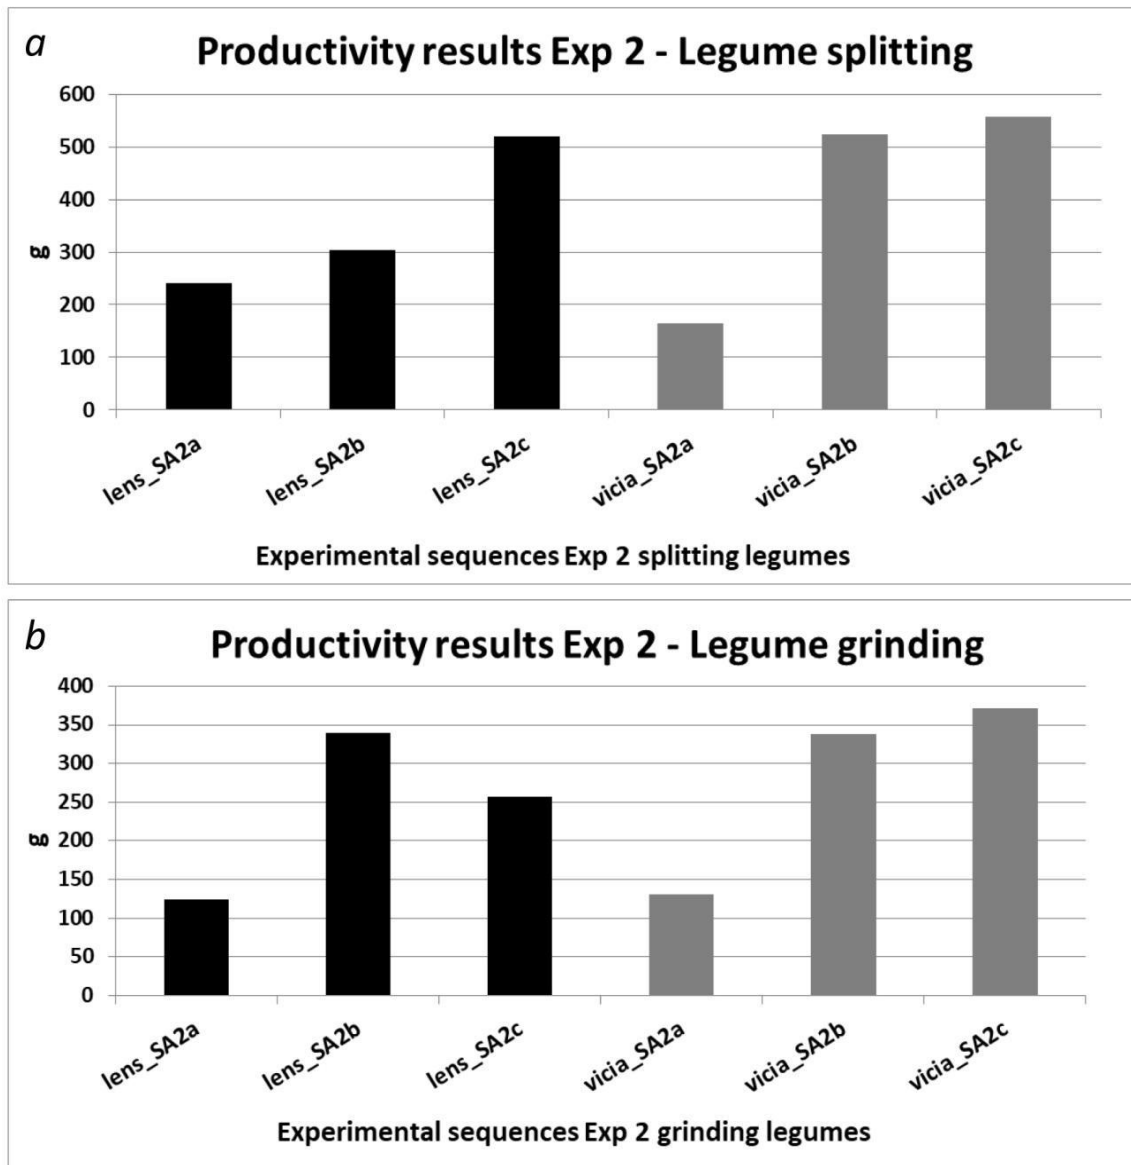 a
Productivity results Exp 2 - Legume splitting
600
500
400
300
200
100
0
g
lens_SA2a
lens_SA2b
lens_SA2c
vicia_SA2a
vicia_SA2b
vicia_SA2c
Experimental sequences Exp 2 splitting legumes
b
Productivity results Exp 2 - Legume grinding
400
350
300
250
200
150
100
50
0
g
lens_SA2a
lens_SA2b
lens_SA2c
vicia_SA2a
vicia_SA2b
vicia_SA2c
Experimental sequences Exp 2 grinding legumes